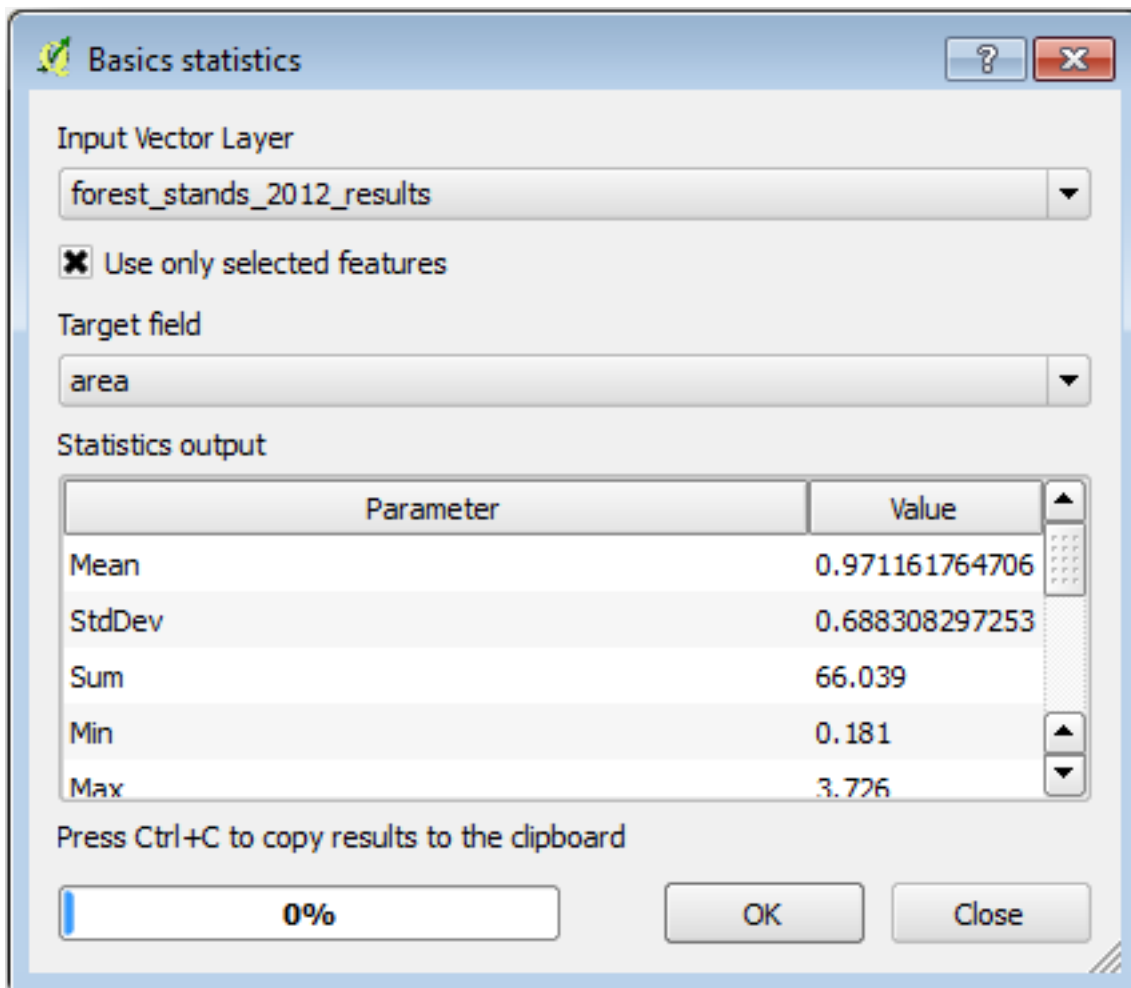 Basics statistics
Input Vector Layer
forest_stands_2012_results
Use only selected features
Target field
area
Statistics output
Parameter Value
Mean 0.971161764706
StdDev 0.688308297253
Sum 66.039
Min 0.181
Max 3.726
Press Ctrl+C to copy results to the clipboard
0% OK Close